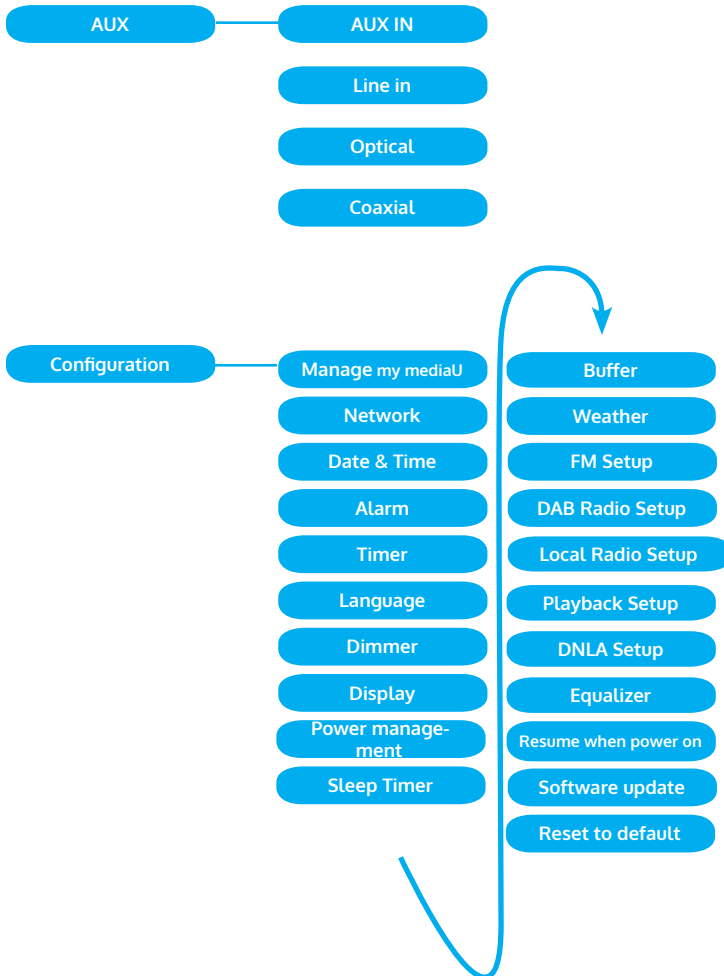 AUX
AUX IN
Line in
Optical
Coaxial
Configuration
Manage my mediaU
Network
Date & Time
Alarm
Timer
Language
Dimmer
Display
Power manage-
ment
Sleep Timer
Buffer
Weather
FM Setup
DAB Radio Setup
Local Radio Setup
Playback Setup
DNLA Setup
Equalizer
Resume when power on
Software update
Reset to default